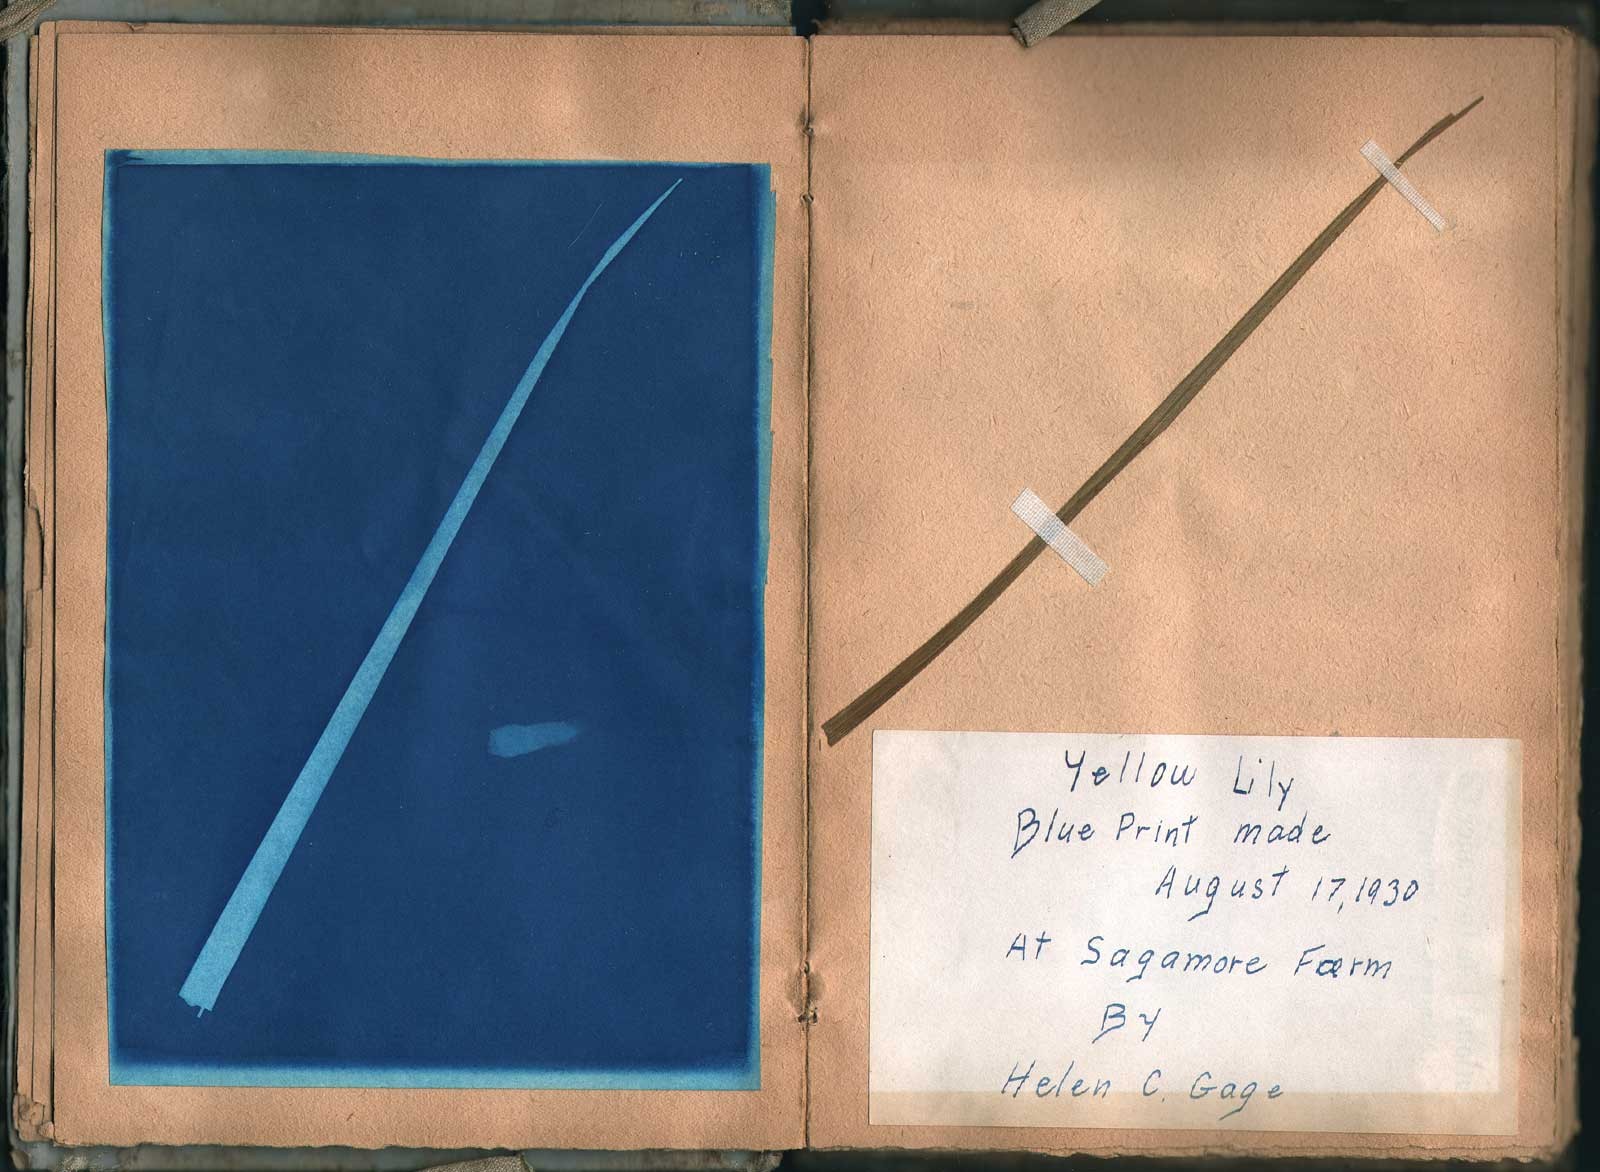 Yellow Lily
Blue Print made
August 17, 1930
At Sagamore Farm
By
Helen C. Gage